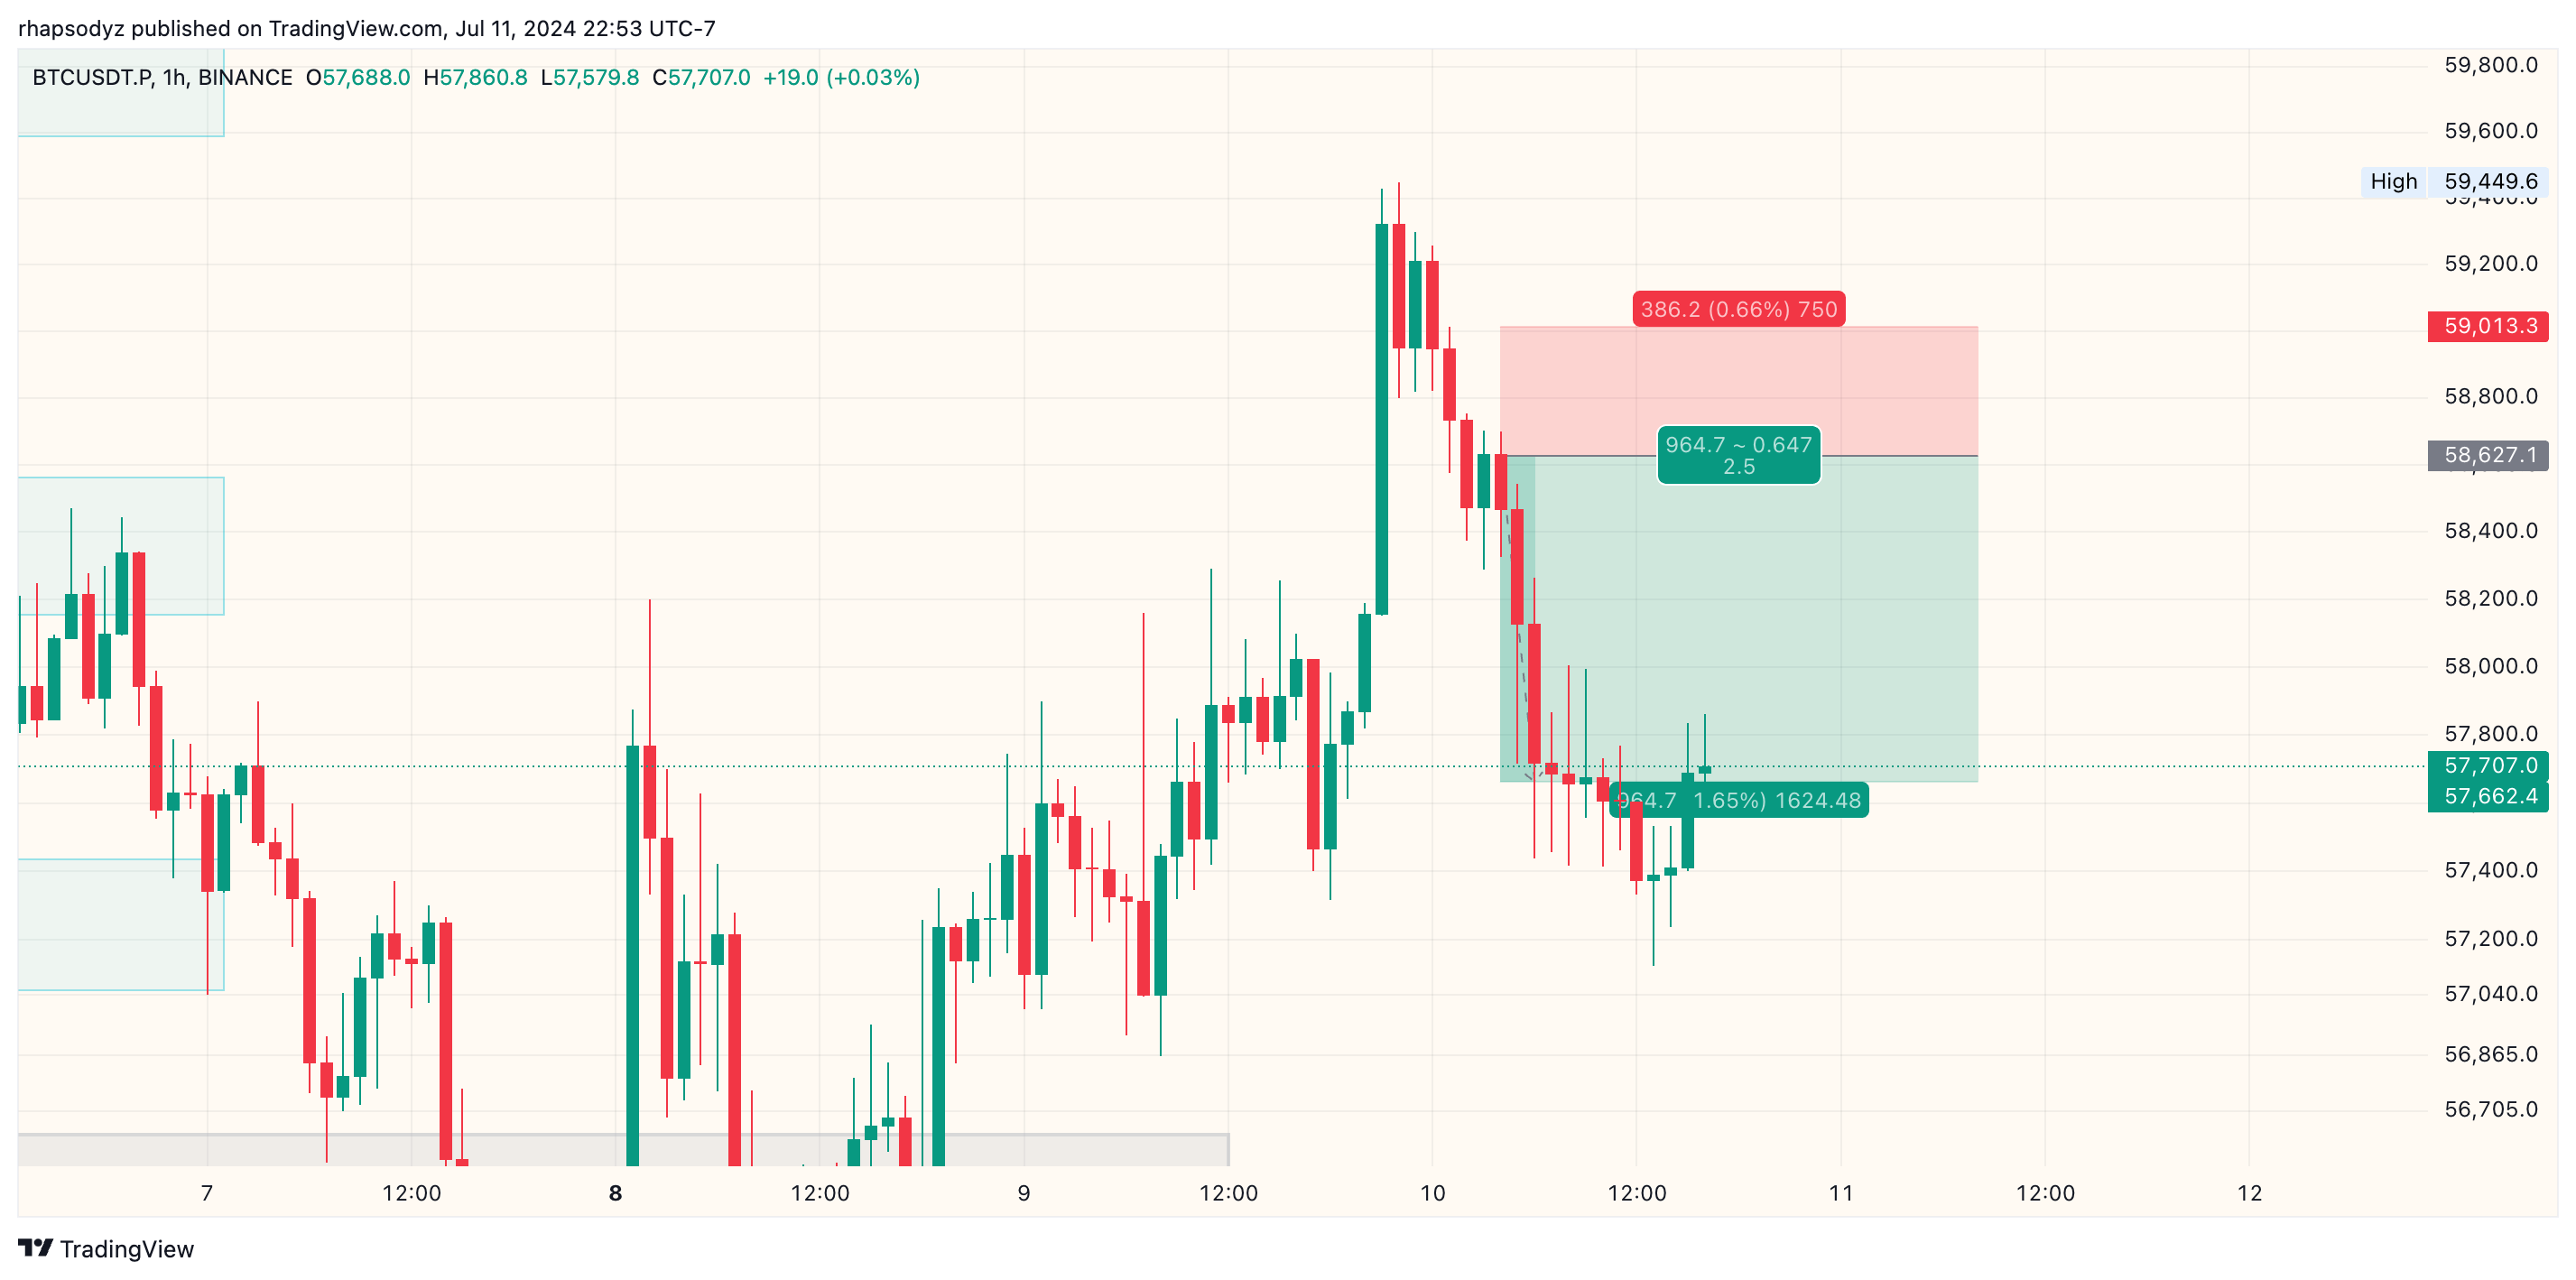 rhapsodyz published on TradingView.com, Jul 11, 2024 22:53 UTC-7
BTCUSDT.P, 1h, BINANCE O57,688.0 H57,860.8 L57,579.8 C57,707.0 +19.0 (+0.03%)
59,800.0
59,600.0
High 59,449.6
59,200.0
386.2 (0.66%) 750
59,013.3
58,800.0
964.7 ~ 0.647
2.5
58,627.1
58,400.0
58,200.0
58,000.0
57,800.0
57,707.0
57,662.4
1.65%) 1624.48
57,400.0
57,200.0
57,040.0
56,865.0
56,705.0
7 12:00 8 12:00 9 12:00 10 12:00 11 12:00 12
TradingView